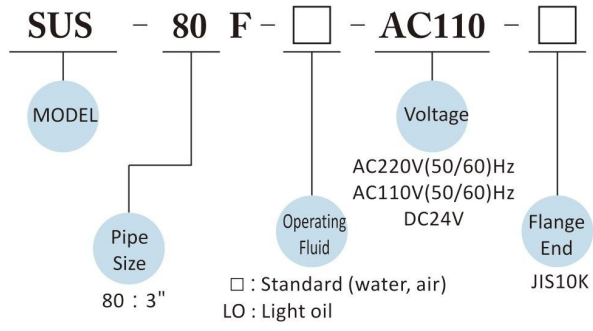 SUS - 80 F - □ - AC110 - □
MODEL
Pipe
Size
80 : 3"
Operating
Fluid
□ : Standard (water, air)
LO : Light oil
Voltage
AC220V(50/60)Hz
AC110V(50/60)Hz
DC24V
Flange
End
JIS10K